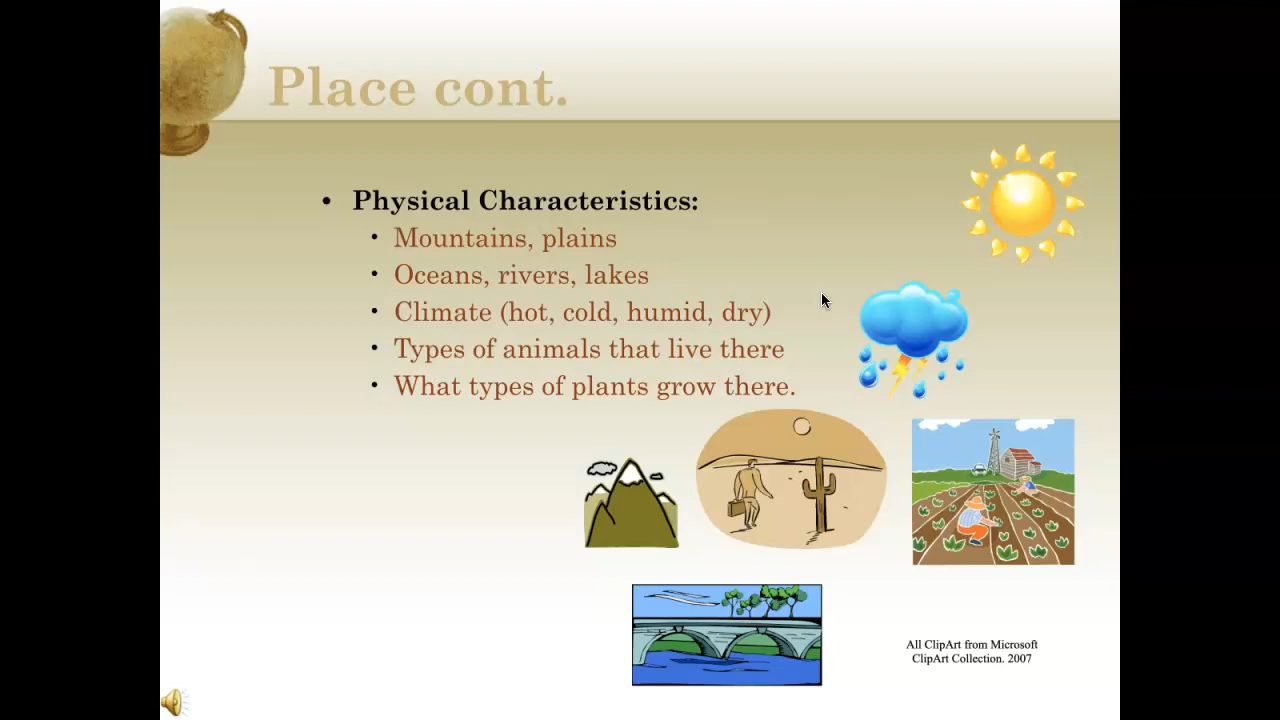 Place cont.
• Physical Characteristics:
• Mountains, plains
• Oceans, rivers, lakes
• Climate (hot, cold, humid, dry)
• Types of animals that live there
• What types of plants grow there.
All ClipArt from Microsoft
ClipArt Collection. 2007